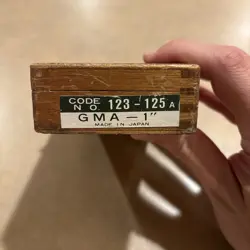 CODE NO. 123-125A
GMA-1"
MADE IN JAPAN